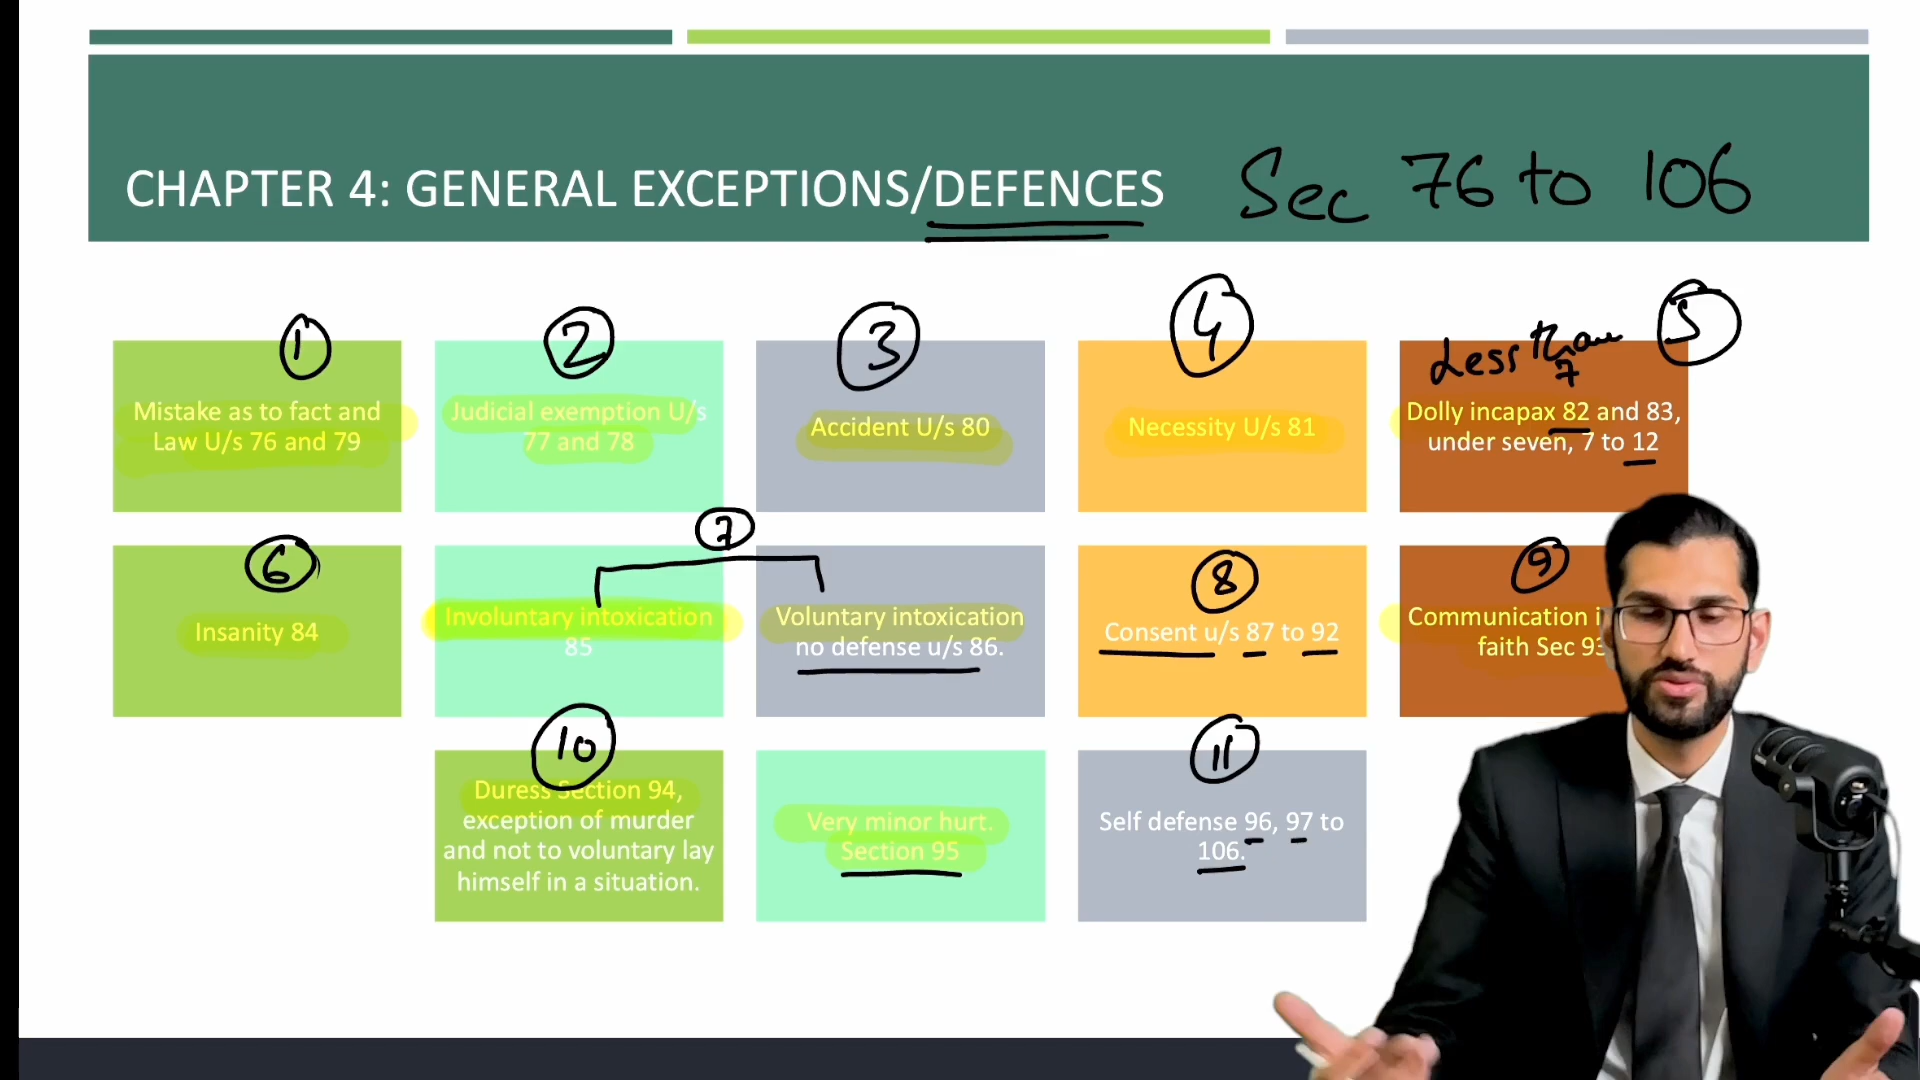 CHAPTER 4: GENERAL EXCEPTIONS/DEFENCES Sec 76 to 106
1
Mistake as to fact and
Law U/s 76 and 79
2
Judicial exemption U/s
77 and 78
3
Accident U/s 80
4
Necessity U/s 81
5
Less than
7
Dolly incapax 82 and 83,
under seven, 7 to 12
6
Insanity 84
7
Involuntary intoxication
85
Voluntary intoxication
no defense u/s 86.
8
Consent u/s 87 to 92
9
Communication
faith Sec 93
10
Duress Section 94,
exception of murder
and not to voluntary lay
himself in a situation.
Very minor hurt.
Section 95
11
Self defense 96, 97 to
106.